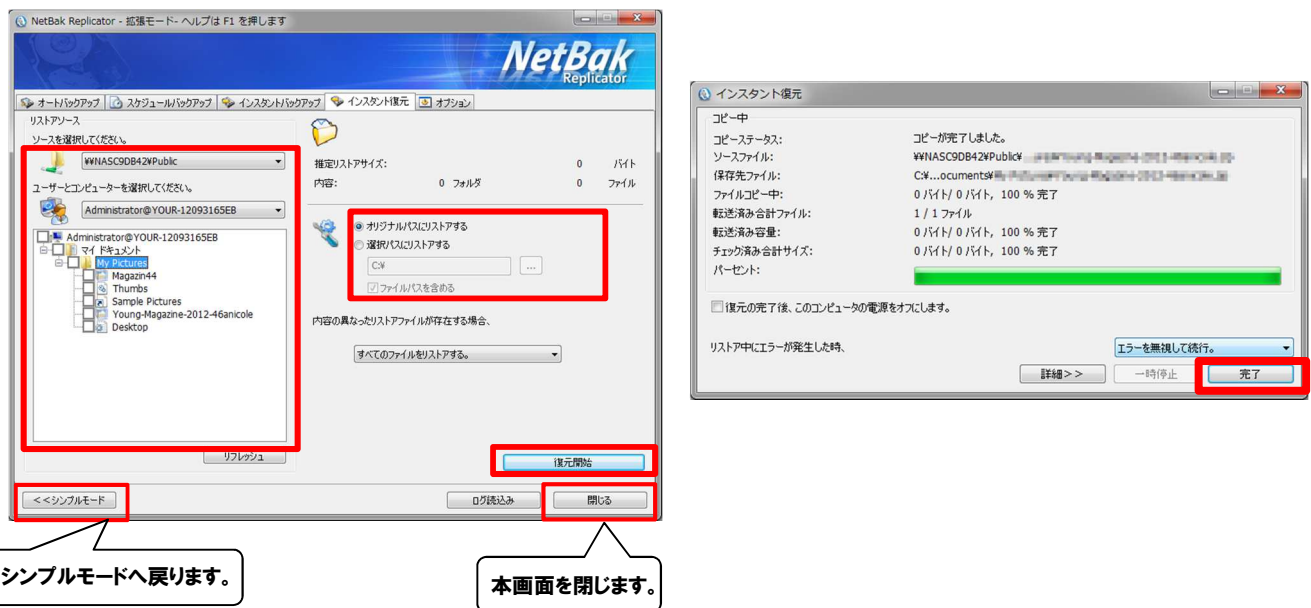 NetBak Replicator - 拡張モード- ヘルプは F1 を押します
NetBak
Replicator
オートバックアップ
スケジュールバックアップ
インスタントバックアップ
インスタント復元
オプション
リストアソース
ソースを選択してください。
¥¥NASC9DB42¥Public
ユーザーとコンピューターを選択してください。
Administrator@YOUR-12093165EB
Administrator@YOUR-12093165EB
マイ ドキュメント
My Pictures
Magazin44
Thumbs
Sample Pictures
Young-Magazine-2012-46anicole
Desktop
リフレッシュ
推定リストアサイズ: 0 バイト
内容: 0 フォルダ 0 ファイル
オリジナルパスにリストアする
選択パスにリストアする
C:¥
...
ファイルパスを含める
内容の異なったリストアファイルが存在する場合、
すべてのファイルをリストアする。
復元開始
<<シンプルモード
ログ読込み
閉じる
シンプルモードへ戻ります。
本画面を閉じます。
インスタント復元
コピー中
コピーステータス: コピーが完了しました。
ソースファイル: ¥¥NASC9DB42¥Public¥
保存先ファイル: C:¥...ocuments¥
ファイルコピー中: 0 バイト/ 0 バイト, 100 % 完了
転送済み合計ファイル: 1 / 1 ファイル
転送済み容量: 0 バイト/ 0 バイト, 100 % 完了
チェック済み合計サイズ: 0 バイト/ 0 バイト, 100 % 完了
パーセント:
復元の完了後、このコンピュータの電源をオフにします。
リストア中にエラーが発生した時、
エラーを無視して続行。
詳細>>
一時停止
完了